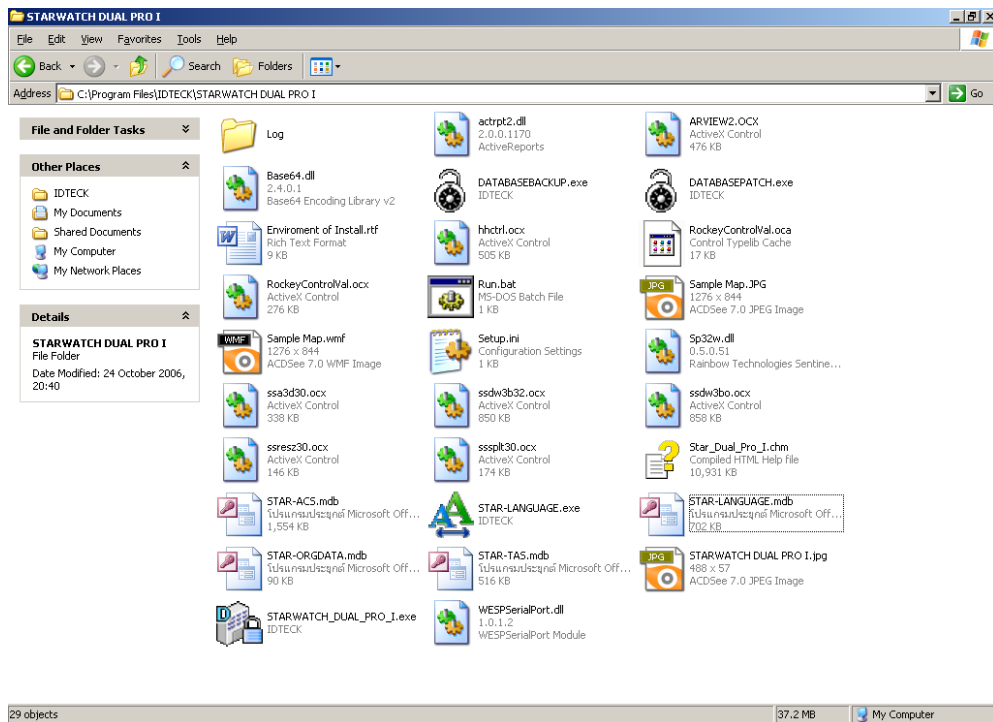 STARWATCH DUAL PRO I
File Edit View Favorites Tools Help
Back Search Folders
Address C:\Program Files\IDTECK\STARWATCH DUAL PRO I Go
File and Folder Tasks
Other Places
IDTECK
My Documents
Shared Documents
My Computer
My Network Places
Details
STARWATCH DUAL PRO I
File Folder
Date Modified: 24 October 2006,
20:40
Log
actrpt2.dll
2.0.0.1170
ActiveReports
ARVIEW2.OCX
ActiveX Control
476 KB
Base64.dll
2.4.0.1
Base64 Encoding Library v2
DATABASEBACKUP.exe
IDTECK
DATABASEPATCH.exe
IDTECK
Enviroment of Install.rtf
Rich Text Format
9 KB
hhctrl.ocx
ActiveX Control
505 KB
RockeyControlVal.oca
Control Typelib Cache
17 KB
RockeyControlVal.ocx
ActiveX Control
276 KB
Run.bat
MS-DOS Batch File
1 KB
JPG
Sample Map.JPG
1276 x 844
ACDSee 7.0 JPEG Image
WMF
Sample Map.wmf
1276 x 844
ACDSee 7.0 WMF Image
Setup.ini
Configuration Settings
1 KB
Sp32w.dll
0.5.0.51
Rainbow Technologies Sentine...
ssa3d30.ocx
ActiveX Control
338 KB
ssdw3b32.ocx
ActiveX Control
850 KB
ssdw3bo.ocx
ActiveX Control
858 KB
ssresz30.ocx
ActiveX Control
146 KB
sssplt30.ocx
ActiveX Control
174 KB
Star_Dual_Pro_I.chm
Compiled HTML Help file
10,931 KB
STAR-ACS.mdb
โปรแกรมประยุกต์ Microsoft Off...
1,554 KB
STAR-LANGUAGE.exe
IDTECK
STAR-LANGUAGE.mdb
โปรแกรมประยุกต์ Microsoft Off...
702 KB
STAR-ORGDATA.mdb
โปรแกรมประยุกต์ Microsoft Off...
90 KB
STAR-TAS.mdb
โปรแกรมประยุกต์ Microsoft Off...
516 KB
JPG
STARWATCH DUAL PRO I.jpg
488 x 57
ACDSee 7.0 JPEG Image
STARWATCH_DUAL_PRO_I.exe
IDTECK
WESPSerialPort.dll
1.0.1.2
WESPSerialPort Module
29 objects 37.2 MB My Computer